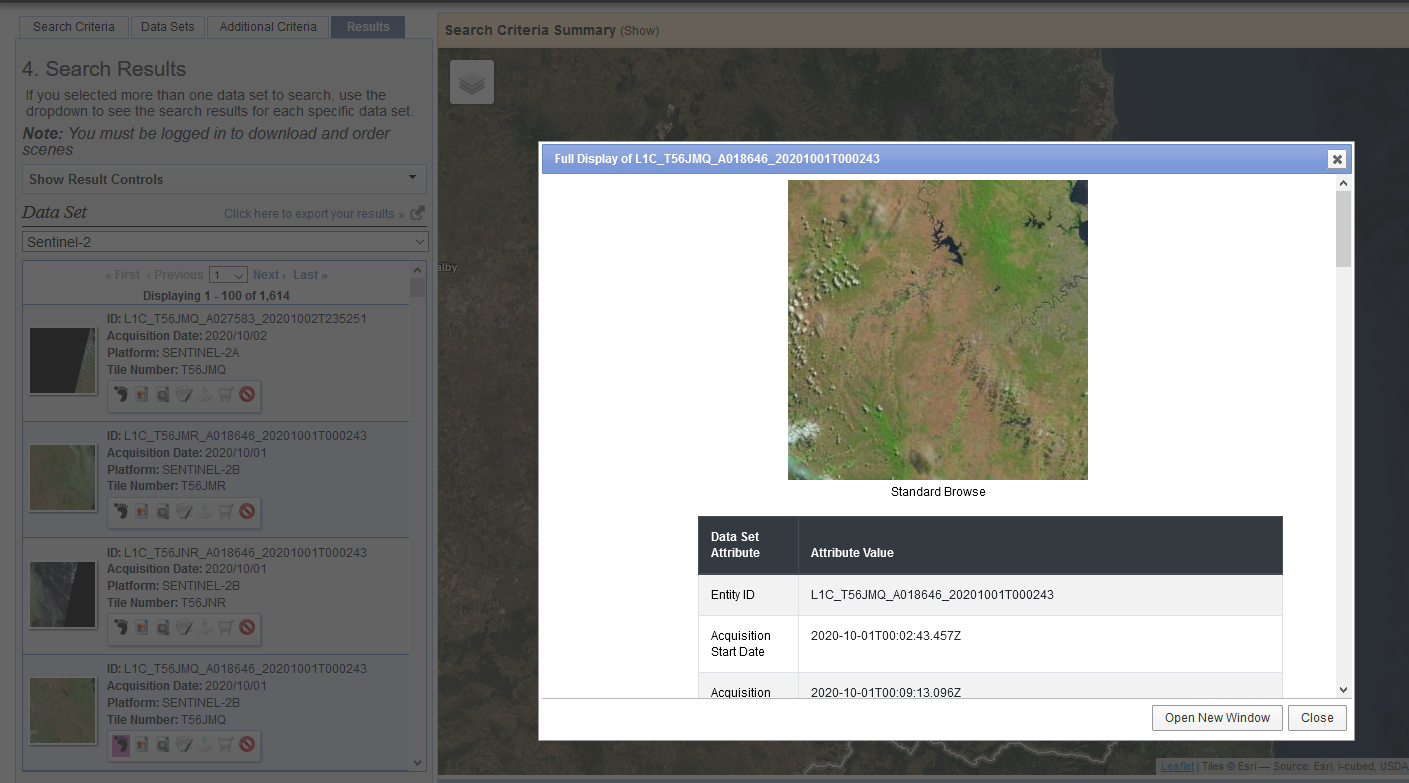 Search Criteria
Data Sets
Additional Criteria
Results
4. Search Results
If you selected more than one data set to search, use the
dropdown to see the search results for each specific data set.
Note: You must be logged in to download and order
scenes
Show Result Controls
Data Set
Click here to export your results »
Sentinel-2
« First ‹ Previous 1 Next › Last »
Displaying 1 - 100 of 1,614
ID: L1C_T56JMQ_A027583_20201002T235251
Acquisition Date: 2020/10/02
Platform: SENTINEL-2A
Tile Number: T56JMQ
ID: L1C_T56JMR_A018646_20201001T000243
Acquisition Date: 2020/10/01
Platform: SENTINEL-2B
Tile Number: T56JMR
ID: L1C_T56JNR_A018646_20201001T000243
Acquisition Date: 2020/10/01
Platform: SENTINEL-2B
Tile Number: T56JNR
ID: L1C_T56JMQ_A018646_20201001T000243
Acquisition Date: 2020/10/01
Platform: SENTINEL-2B
Tile Number: T56JMQ
Search Criteria Summary (Show)
alby
Full Display of L1C_T56JMQ_A018646_20201001T000243
Standard Browse
Data Set
Attribute
Attribute Value
Entity ID
L1C_T56JMQ_A018646_20201001T000243
Acquisition
Start Date
2020-10-01T00:02:43.457Z
Acquisition
2020-10-01T00:09:13.096Z
Open New Window
Close
Leaflet | Tiles © Esri — Source: Esri, i-cubed, USDA